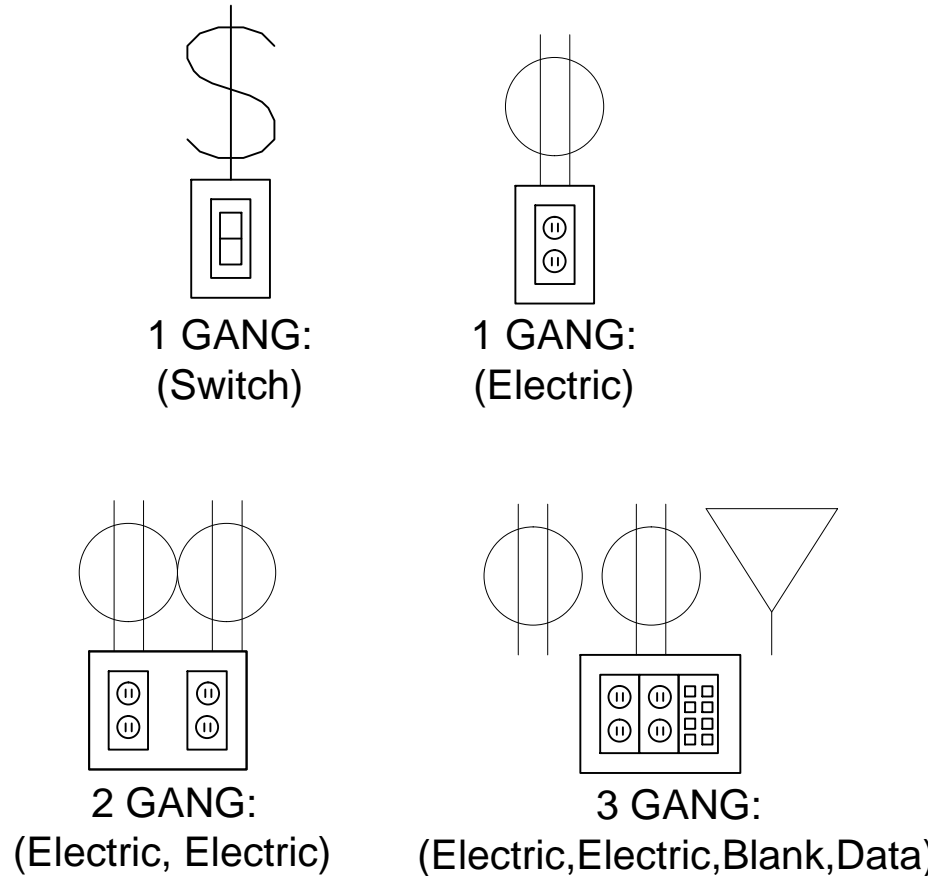 1 GANG:
(Switch)
1 GANG:
(Electric)
2 GANG:
(Electric, Electric)
3 GANG:
(Electric,Electric,Blank,Data)